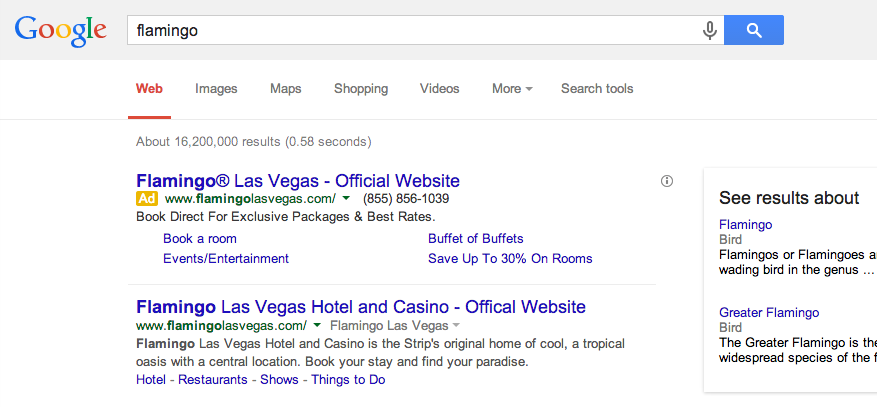 Google
flamingo
Web Images Maps Shopping Videos More Search tools
About 16,200,000 results (0.58 seconds)
Flamingo® Las Vegas - Official Website
Ad www.flamingolasvegas.com/ (855) 856-1039
Book Direct For Exclusive Packages & Best Rates.
Book a room Buffet of Buffets
Events/Entertainment Save Up To 30% On Rooms
Flamingo Las Vegas Hotel and Casino - Offical Website
www.flamingolasvegas.com/ Flamingo Las Vegas
Flamingo Las Vegas Hotel and Casino is the Strip's original home of cool, a tropical
oasis with a central location. Book your stay and find your paradise.
Hotel - Restaurants - Shows - Things to Do
See results about
Flamingo
Bird
Flamingos or Flamingoes
wading bird in the genus ...
Greater Flamingo
Bird
The Greater Flamingo is the
widespread species of the